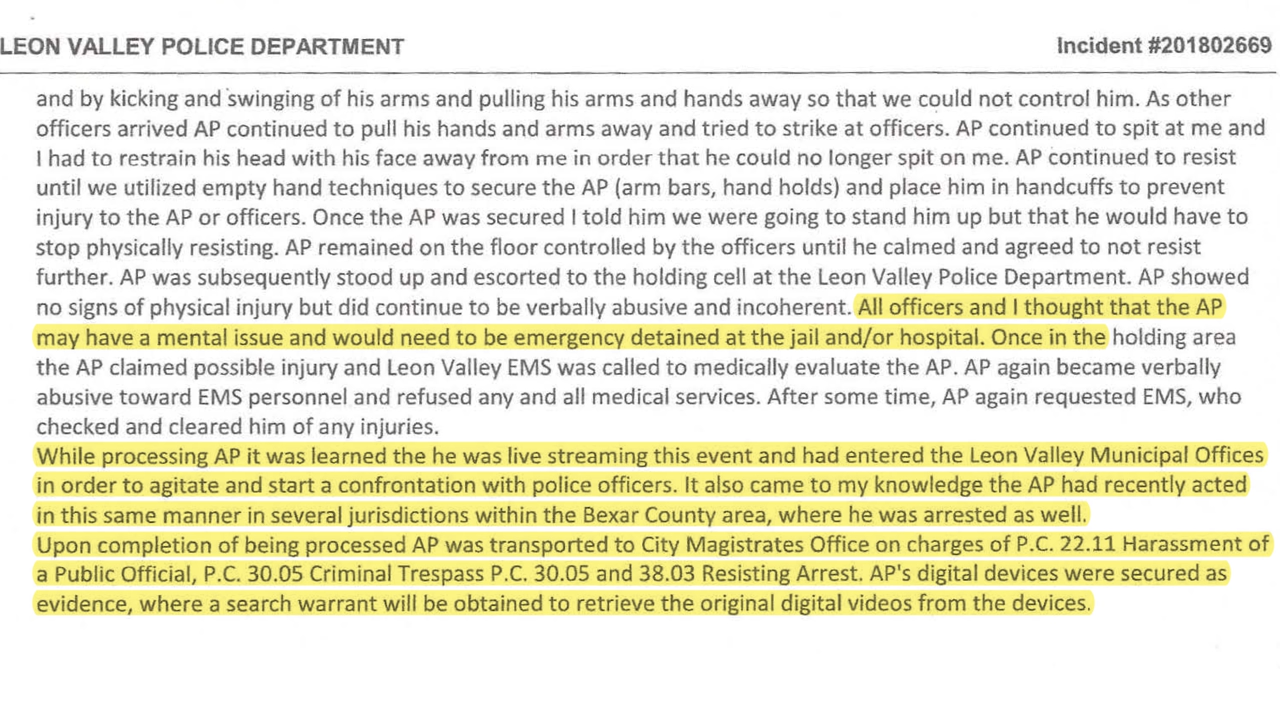 LEON VALLEY POLICE DEPARTMENT Incident #201802669
and by kicking and swinging of his arms and pulling his arms and hands away so that we could not control him. As other
officers arrived AP continued to pull his hands and arms away and tried to strike at officers. AP continued to spit at me and
I had to restrain his head with his face away from me in order that he could no longer spit on me. AP continued to resist
until we utilized empty hand techniques to secure the AP (arm bars, hand holds) and place him in handcuffs to prevent
injury to the AP or officers. Once the AP was secured I told him we were going to stand him up but that he would have to
stop physically resisting. AP remained on the floor controlled by the officers until he calmed and agreed to not resist
further. AP was subsequently stood up and escorted to the holding cell at the Leon Valley Police Department. AP showed
no signs of physical injury but did continue to be verbally abusive and incoherent. All officers and I thought that the AP
may have a mental issue and would need to be emergency detained at the jail and/or hospital. Once in the holding area
the AP claimed possible injury and Leon Valley EMS was called to medically evaluate the AP. AP again became verbally
abusive toward EMS personnel and refused any and all medical services. After some time, AP again requested EMS, who
checked and cleared him of any injuries.
While processing AP it was learned the he was live streaming this event and had entered the Leon Valley Municipal Offices
in order to agitate and start a confrontation with police officers. It also came to my knowledge the AP had recently acted
in this same manner in several jurisdictions within the Bexar County area, where he was arrested as well.
Upon completion of being processed AP was transported to City Magistrates Office on charges of P.C. 22.11 Harassment of
a Public Official, P.C. 30.05 Criminal Trespass P.C. 30.05 and 38.03 Resisting Arrest. AP's digital devices were secured as
evidence, where a search warrant will be obtained to retrieve the original digital videos from the devices.